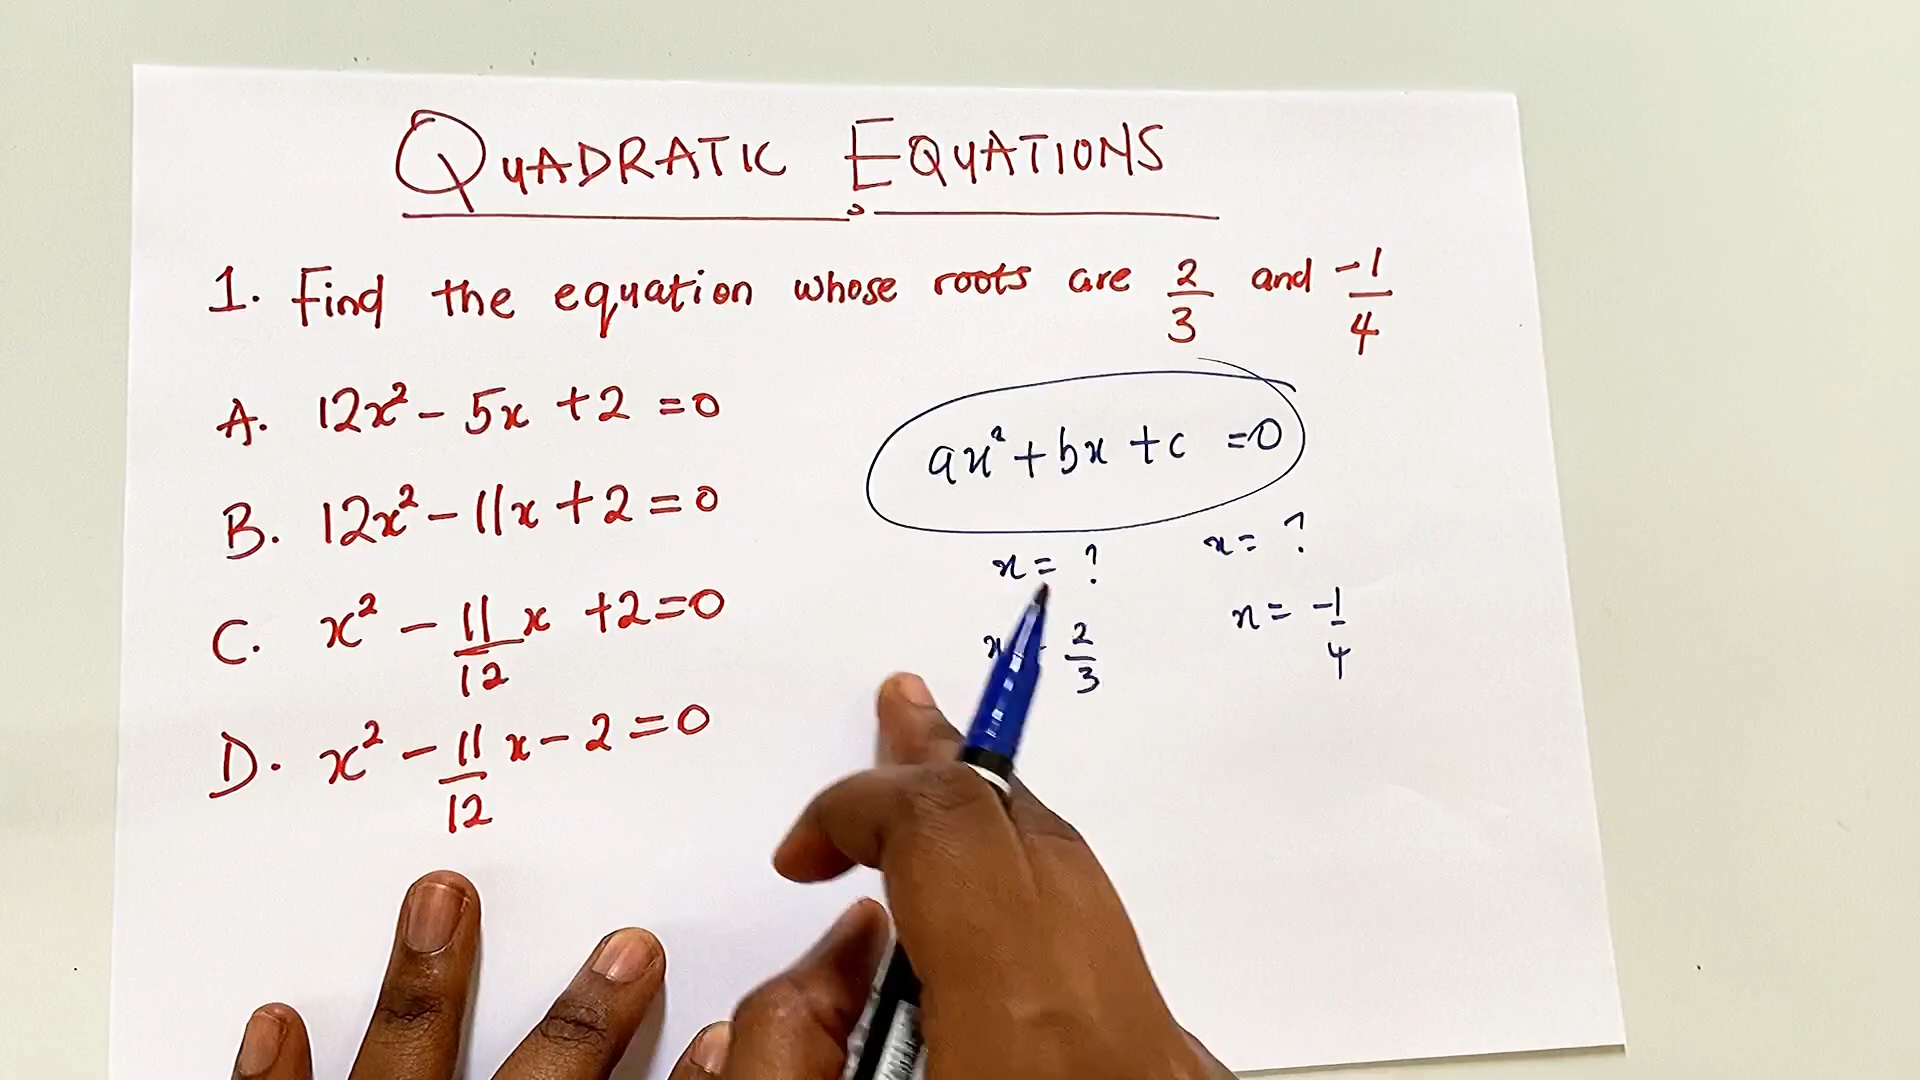 QUADRATIC EQUATIONS
1. Find the equation whose roots are 2/3 and -1/4
A. 12x² - 5x + 2 = 0
B. 12x² - 11x + 2 = 0
C. x² - 11/12 x + 2 = 0
D. x² - 11/12 x - 2 = 0
ax² + bx + c = 0
x = ? x = ?
x = 2/3 x = -1/4